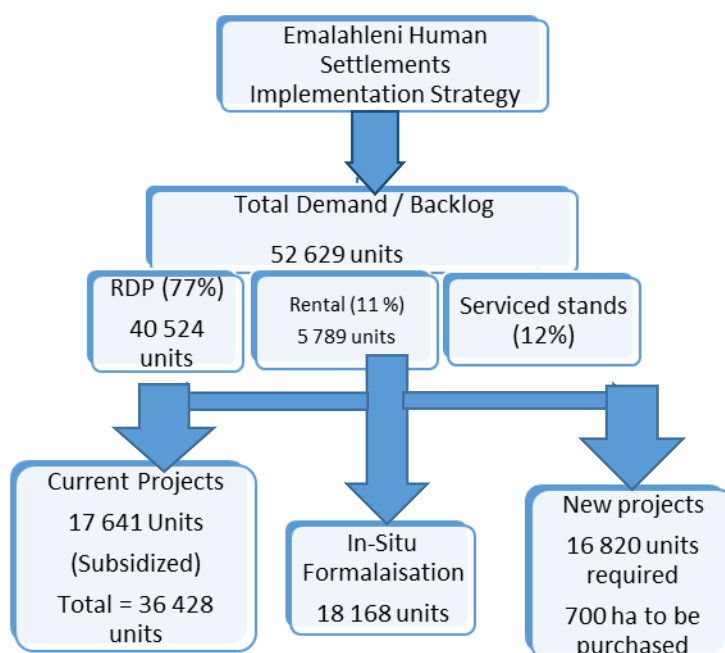 Emalahleni Human
Settlements
Implementation Strategy
Total Demand / Backlog
52 629 units
RDP (77%)
40 524
units
Rental (11 %)
5 789 units
Serviced stands
(12%)
Current Projects
17 641 Units
(Subsidized)
Total = 36 428
units
In-Situ
Formalaisation
18 168 units
New projects
16 820 units
required
700 ha to be
purchased